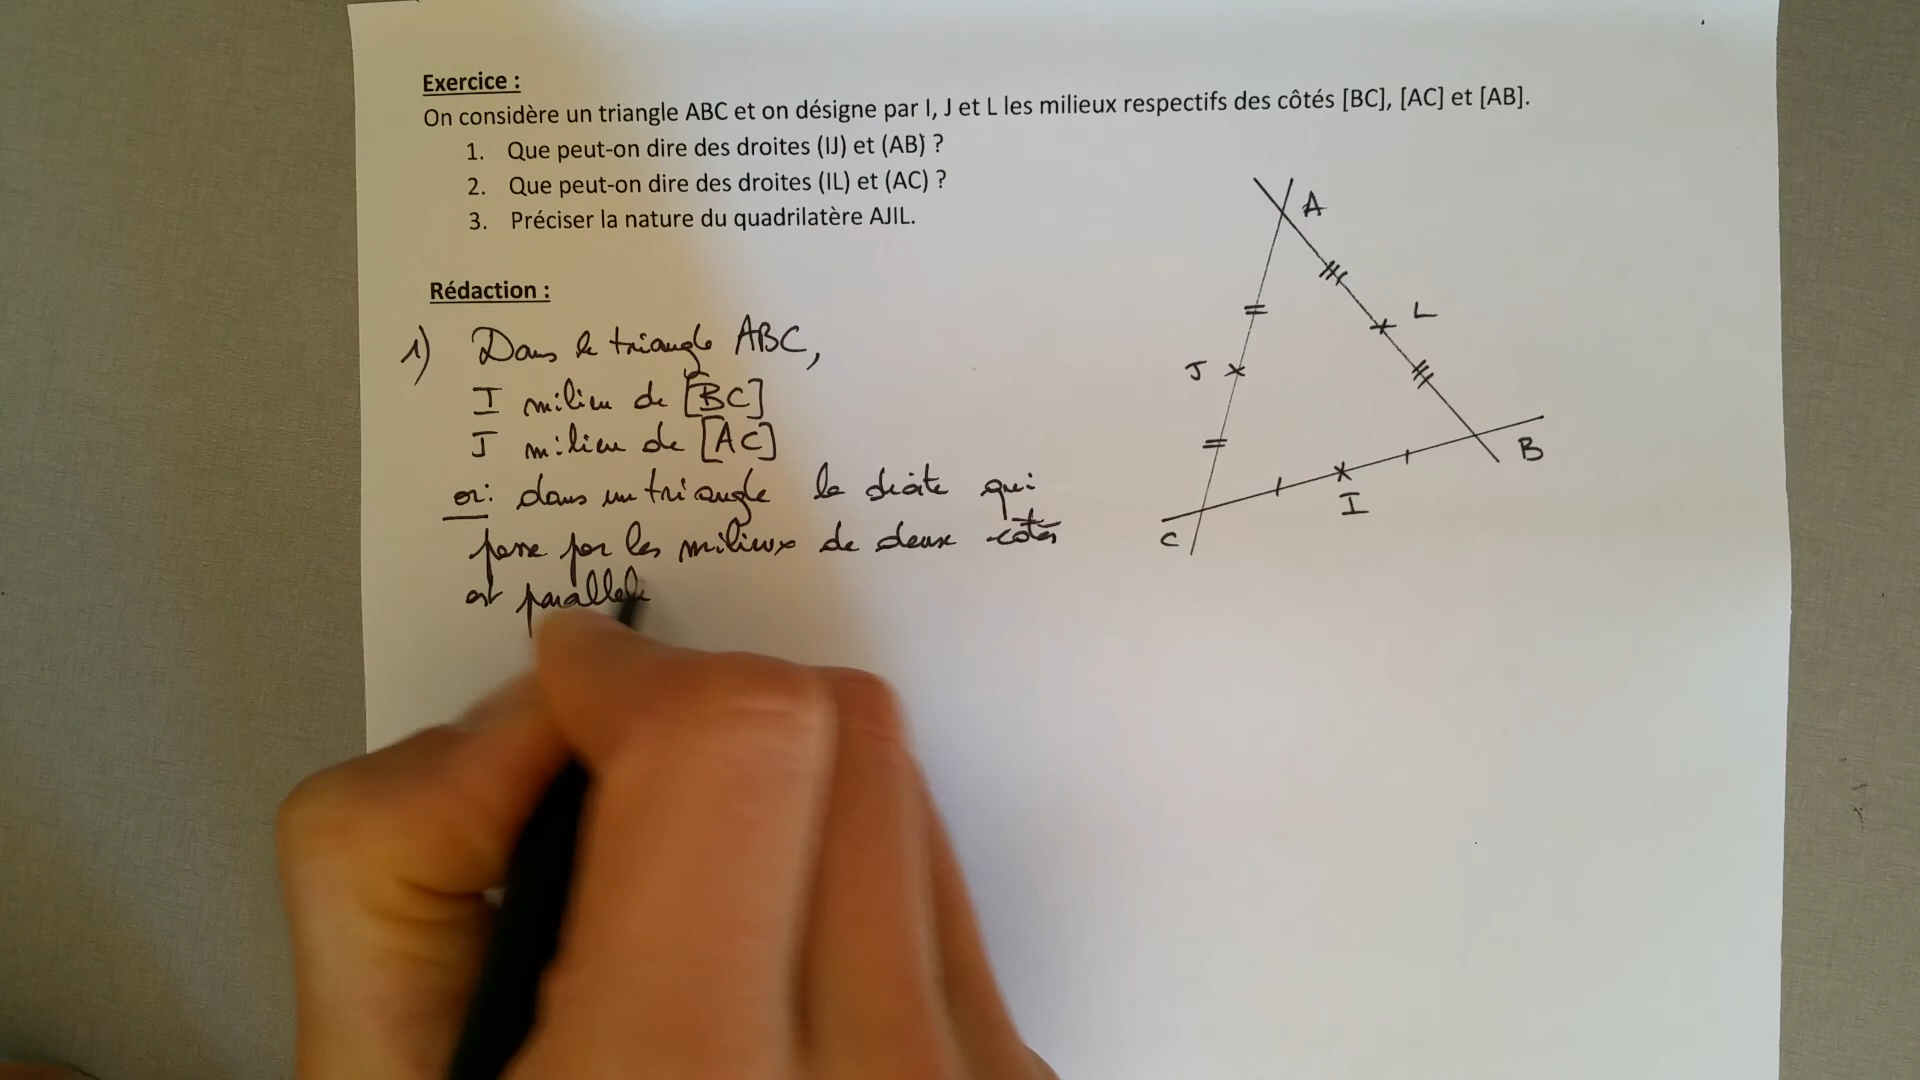 Exercice :
On considère un triangle ABC et on désigne par I, J et L les milieux respectifs des côtés [BC], [AC] et [AB].
1. Que peut-on dire des droites (IJ) et (AB) ?
2. Que peut-on dire des droites (IL) et (AC) ?
3. Préciser la nature du quadrilatère AJIL.
Rédaction :
1) Dans le triangle ABC,
I milieu de [BC]
J milieu de [AC]
or: dans un triangle la droite qui
passe par les milieux de deux côtés
est parallele
A
L
J
B
I
C